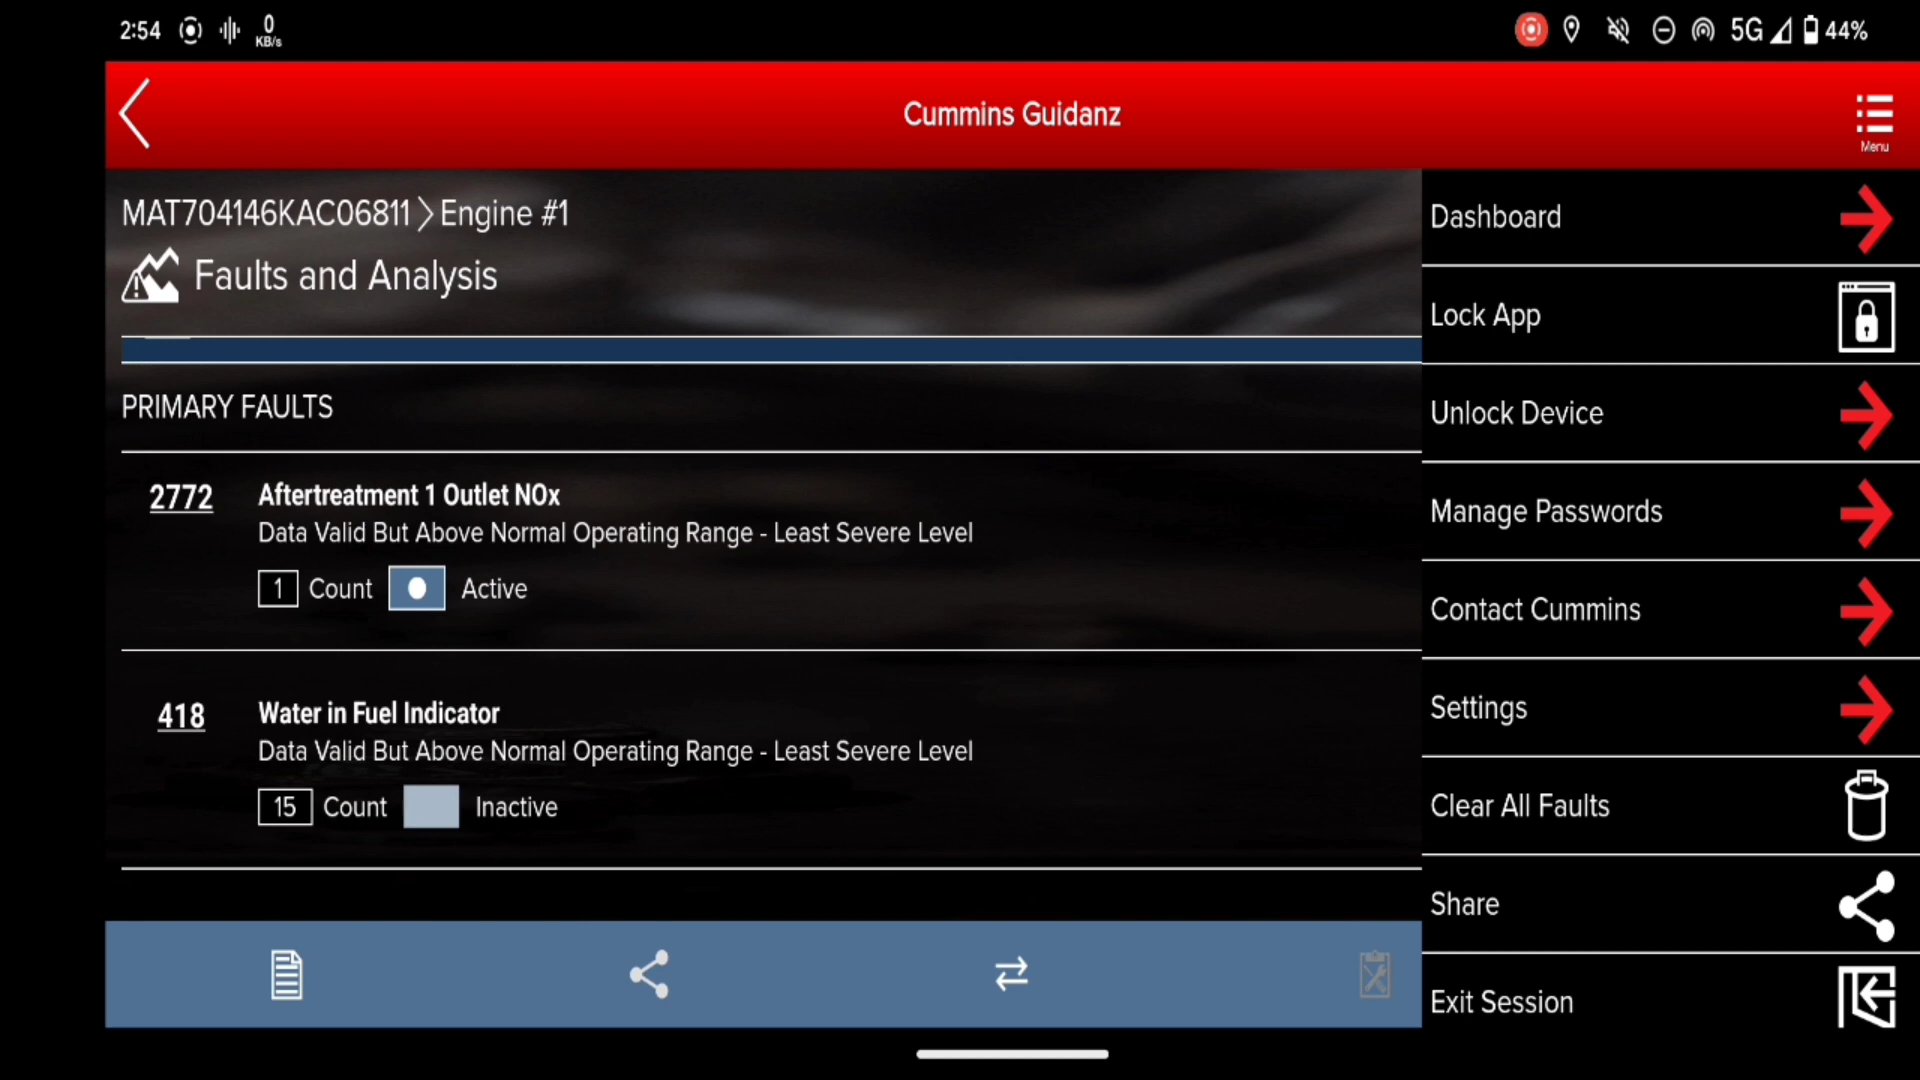 2:54 0 KB/s 5G 44%
Cummins Guidanz
Menu
MAT704146KAC06811 Engine #1
Faults and Analysis
PRIMARY FAULTS
2772 Aftertreatment 1 Outlet NOx
Data Valid But Above Normal Operating Range - Least Severe Level
1 Count Active
418 Water in Fuel Indicator
Data Valid But Above Normal Operating Range - Least Severe Level
15 Count Inactive
Dashboard
Lock App
Unlock Device
Manage Passwords
Contact Cummins
Settings
Clear All Faults
Share
Exit Session